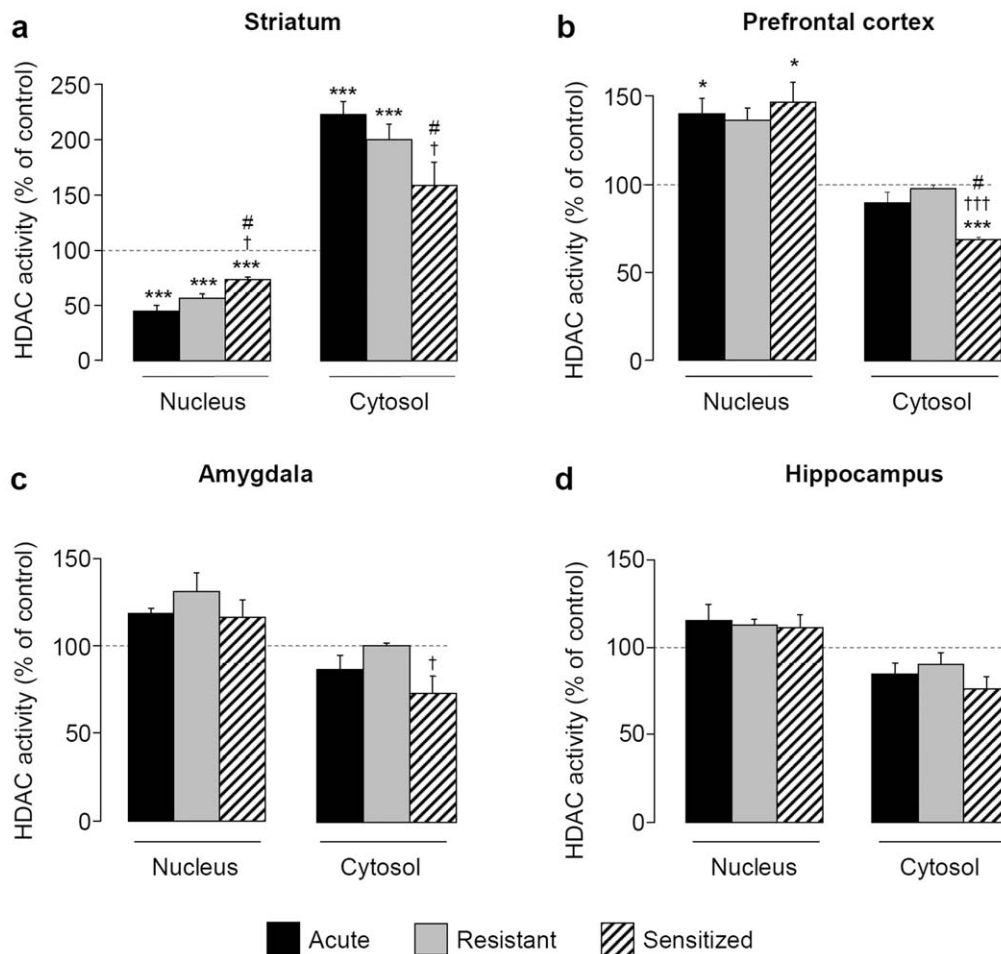 a
Striatum
HDAC activity (% of control)
250
200
150
100
50
0
***
***
#
†
***
***
***
#
†
Nucleus
Cytosol
b
Prefrontal cortex
HDAC activity (% of control)
150
100
50
0
*
*
#
†††
***
Nucleus
Cytosol
c
Amygdala
HDAC activity (% of control)
150
100
50
0
†
Nucleus
Cytosol
d
Hippocampus
HDAC activity (% of control)
150
100
50
0
Nucleus
Cytosol
Acute
Resistant
Sensitized